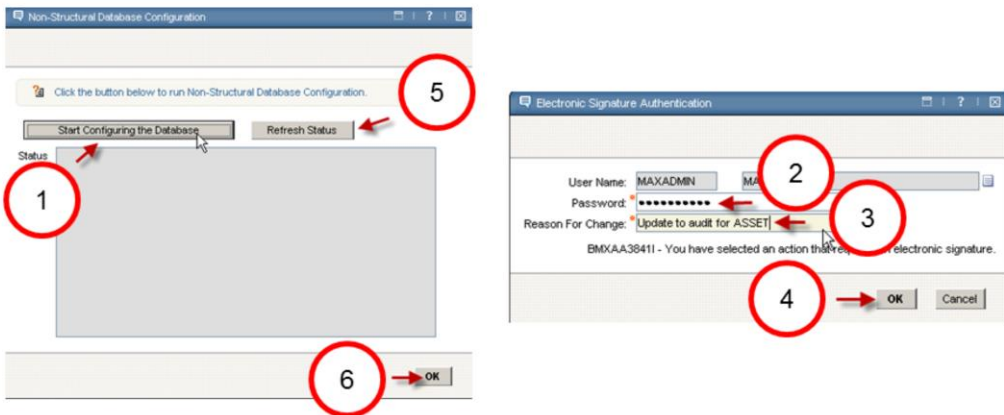 Non-Structural Database Configuration
?
Click the button below to run Non-Structural Database Configuration.
5
Start Configuring the Database
Refresh Status
Status
1
6
OK
Electronic Signature Authentication
?
User Name: MAXADMIN
2
Password: ••••••••••
Reason For Change: Update to audit for ASSET
3
BMXAA3841I - You have selected an action that electronic signature.
4
OK
Cancel